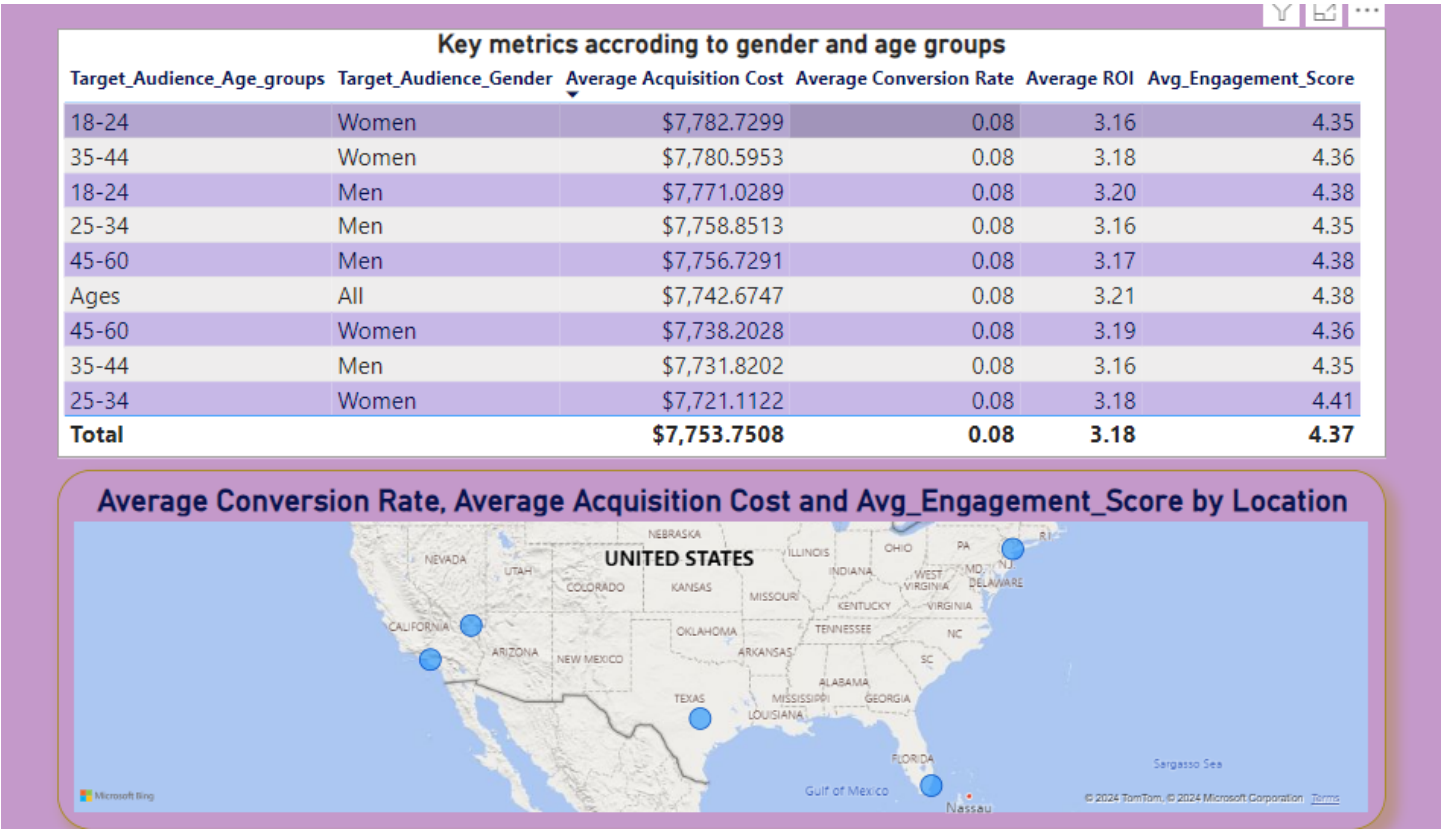 Key metrics accroding to gender and age groups
Target_Audience_Age_groups Target_Audience_Gender Average Acquisition Cost Average Conversion Rate Average ROI Avg_Engagement_Score
18-24 Women $7,782.7299 0.08 3.16 4.35
35-44 Women $7,780.5953 0.08 3.18 4.36
18-24 Men $7,771.0289 0.08 3.20 4.38
25-34 Men $7,758.8513 0.08 3.16 4.35
45-60 Men $7,756.7291 0.08 3.17 4.38
Ages All $7,742.6747 0.08 3.21 4.38
45-60 Women $7,738.2028 0.08 3.19 4.36
35-44 Men $7,731.8202 0.08 3.16 4.35
25-34 Women $7,721.1122 0.08 3.18 4.41
Total $7,753.7508 0.08 3.18 4.37
Average Conversion Rate, Average Acquisition Cost and Avg_Engagement_Score by Location
NEBRASKA R.I.
NEVADA UNITED STATES ILLINOIS OHIO PA
UTAH INDIANA WEST MD NJ
COLORADO KANSAS VIRGINIA DELAWARE
MISSOURI KENTUCKY VIRGINIA
CALIFORNIA OKLAHOMA TENNESSEE NC
ARIZONA NEW MEXICO ARKANSAS SC
ALABAMA
TEXAS MISSISSIPPI GEORGIA
LOUISIANA
FLORIDA
Sargasso Sea
Gulf of Mexico
Microsoft Bing © 2024 TomTom, © 2024 Microsoft Corporation Terms
Nassau